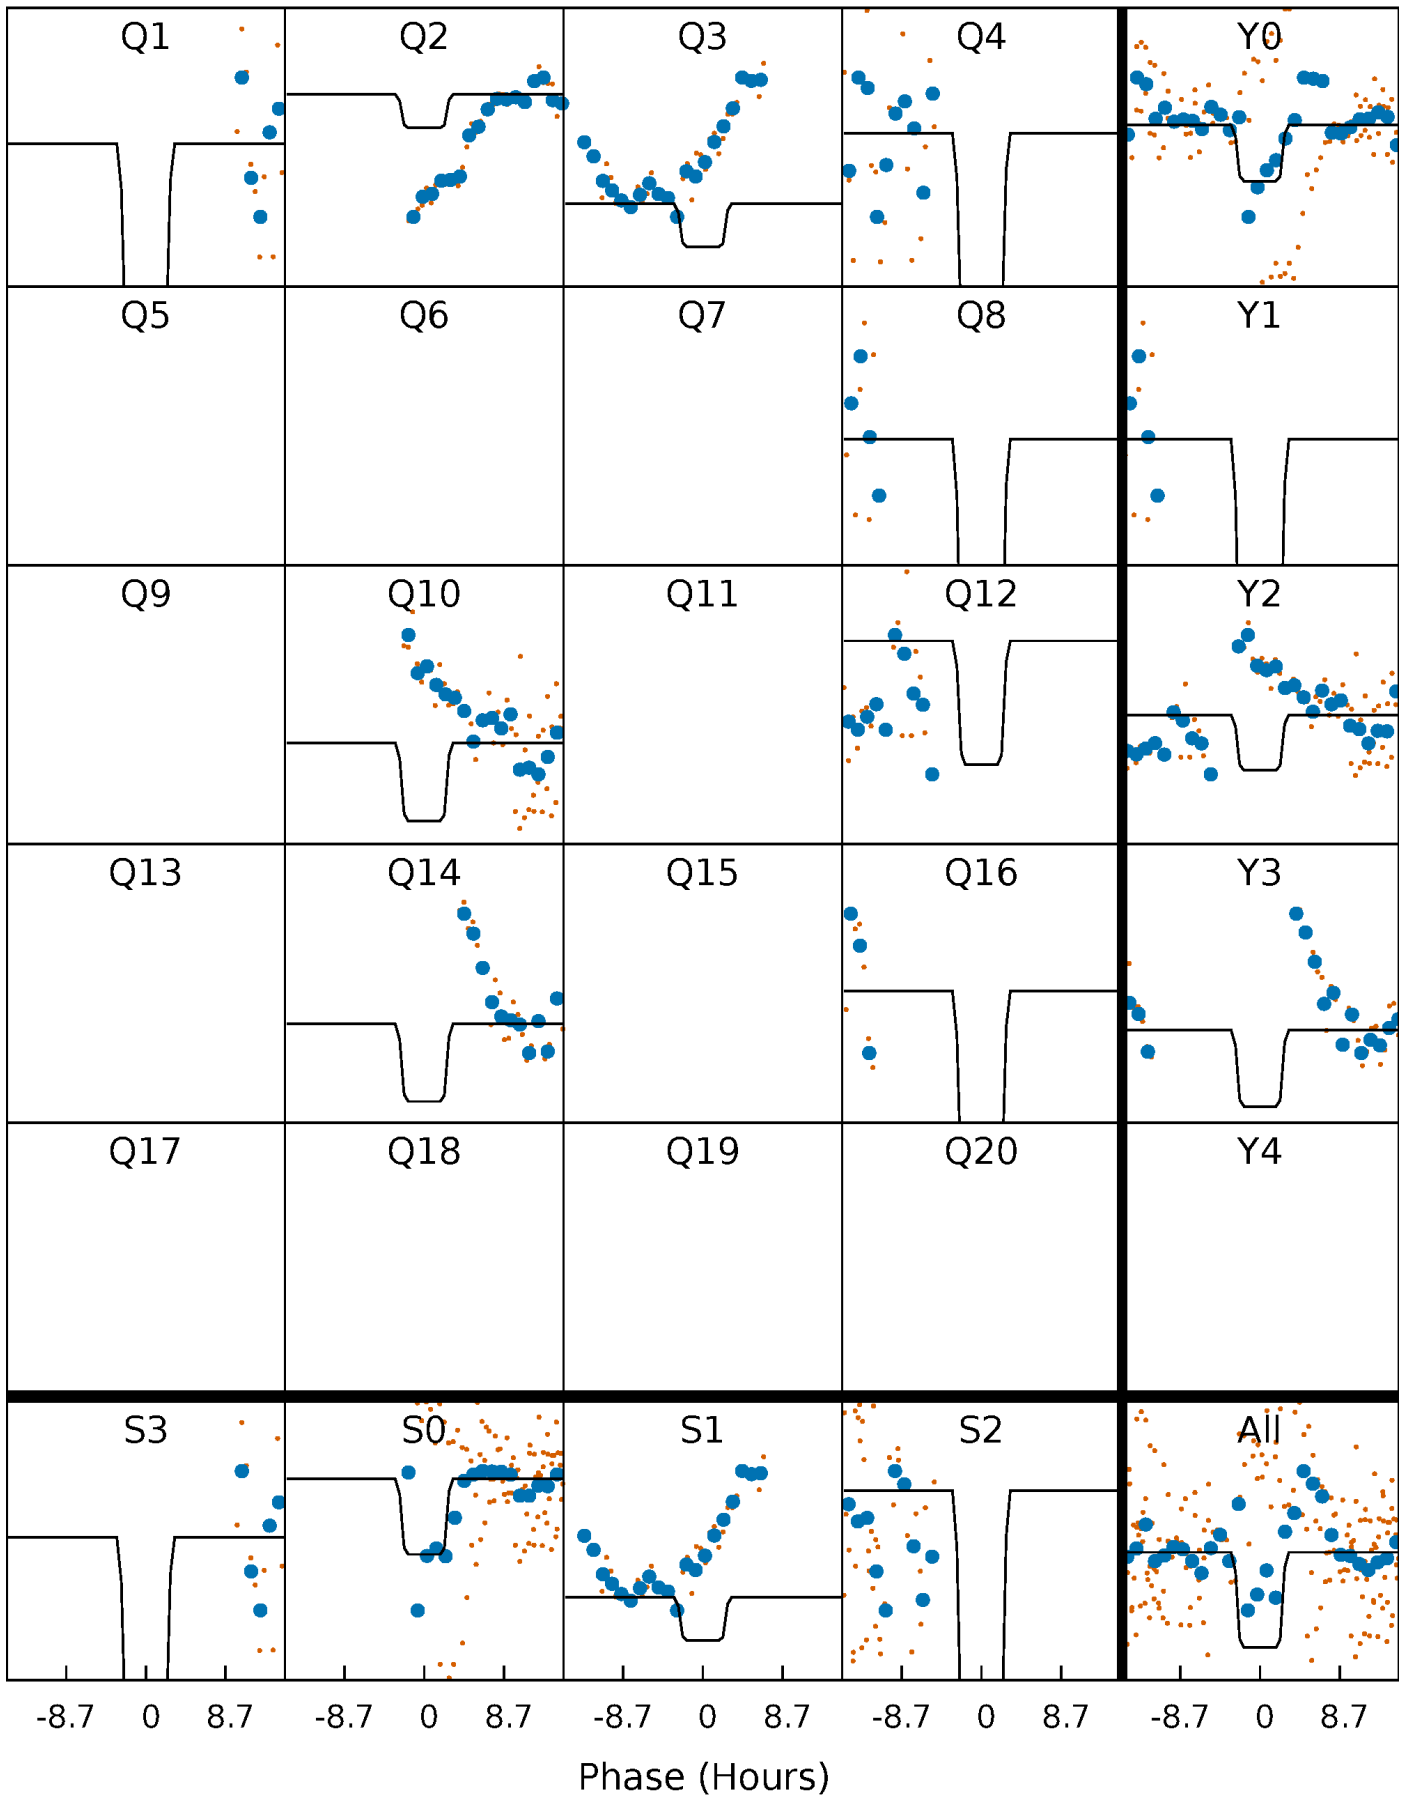 Q1 Q2 Q3 Q4 Y0
Q5 Q6 Q7 Q8 Y1
Q9 Q10 Q11 Q12 Y2
Q13 Q14 Q15 Q16 Y3
Q17 Q18 Q19 Q20 Y4
S3 S0 S1 S2 All
-8.7 0 8.7 -8.7 0 8.7 -8.7 0 8.7 -8.7 0 8.7 -8.7 0 8.7
Phase (Hours)